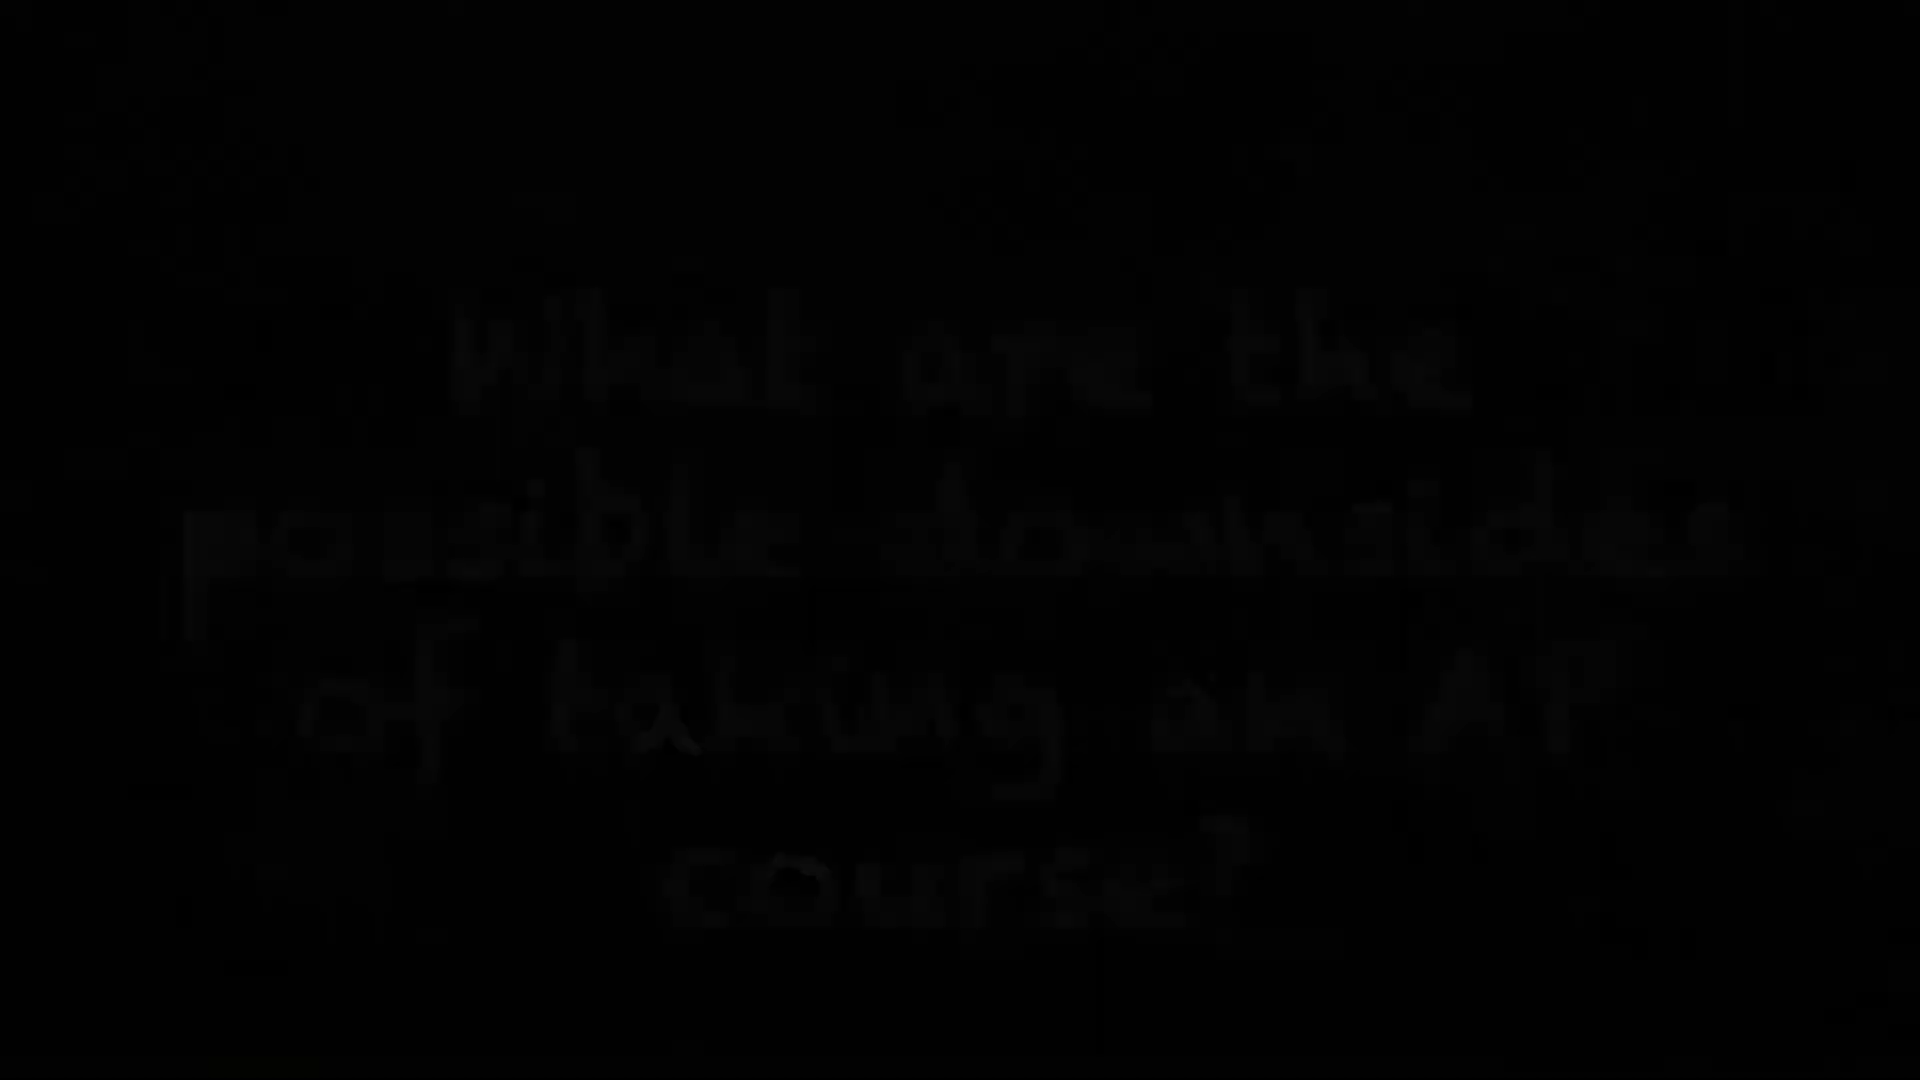 What are the
possible downsides
of taking an AP
course?